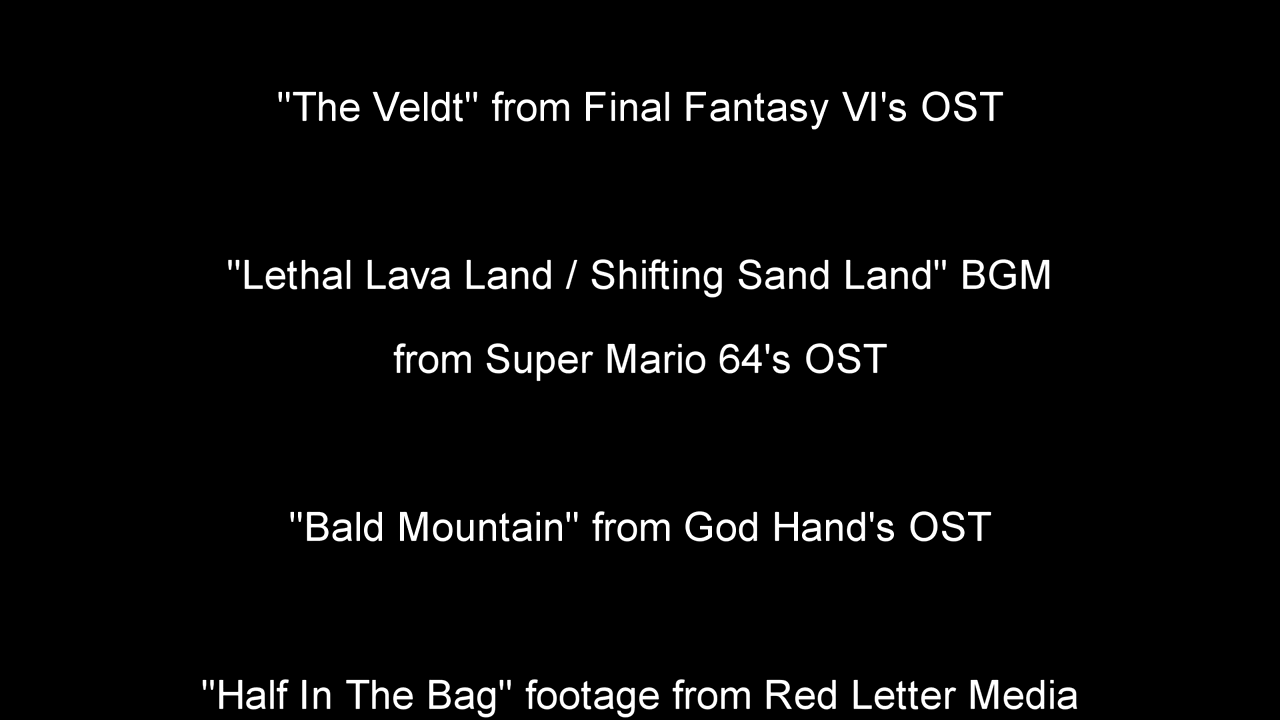 "The Veldt" from Final Fantasy VI's OST
"Lethal Lava Land / Shifting Sand Land" BGM
from Super Mario 64's OST
"Bald Mountain" from God Hand's OST
"Half In The Bag" footage from Red Letter Media